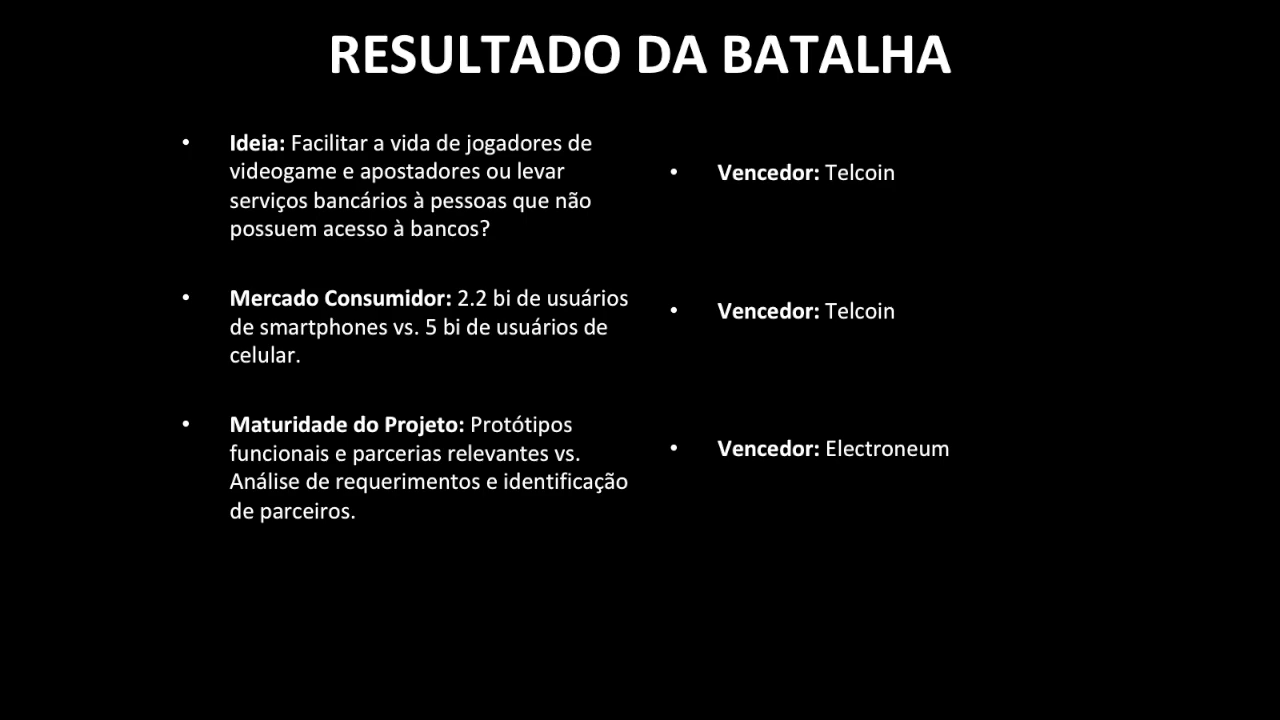 RESULTADO DA BATALHA
• Ideia: Facilitar a vida de jogadores de
videogame e apostadores ou levar
serviços bancários à pessoas que não
possuem acesso à bancos?
• Vencedor: Telcoin
• Mercado Consumidor: 2.2 bi de usuários
de smartphones vs. 5 bi de usuários de
celular.
• Vencedor: Telcoin
• Maturidade do Projeto: Protótipos
funcionais e parcerias relevantes vs.
Análise de requerimentos e identificação
de parceiros.
• Vencedor: Electroneum